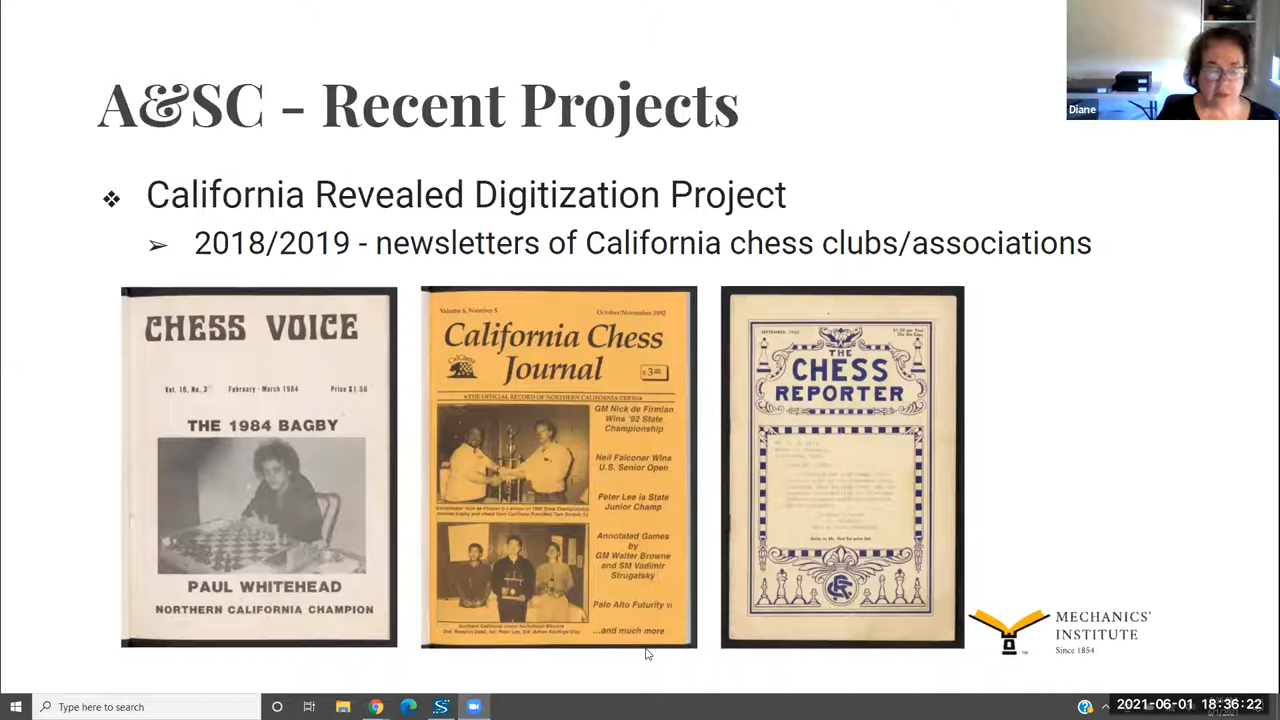 Diane
A&SC - Recent Projects
❖ California Revealed Digitization Project
➢ 2018/2019 - newsletters of California chess clubs/associations
CHESS VOICE
Vol. 16, No. 3 February - March 1984 Price $1.50
THE 1984 BAGBY
PAUL WHITEHEAD
NORTHERN CALIFORNIA CHAMPION
Volume 6, Number 5 October/November 1992
California Chess
Journal
CalChess
$ 3.00
THE OFFICIAL RECORD OF NORTHERN CALIFORNIA CHESS
GM Nick de Firmian
Wins '92 State
Championship
Neil Falconer Wins
U.S. Senior Open
Peter Lee is State
Junior Champ
Annotated Games
by
GM Walter Browne
and SM Vadimir
Strugatsky
Palo Alto Futurity
...and much more
SEPTEMBER,
THE
CHESS
REPORTER
MECHANICS'
INSTITUTE
Since 1854
TM
Type here to search
2021-06-01 18:36:22